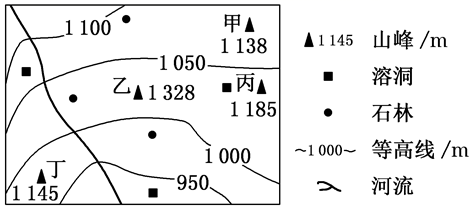 1 100
甲
1 138
1 050
乙
1 328
丙
1 185
1 000
丁
1 145
950
1 145 山峰/m
溶洞
石林
~1 000~ 等高线/m
河流